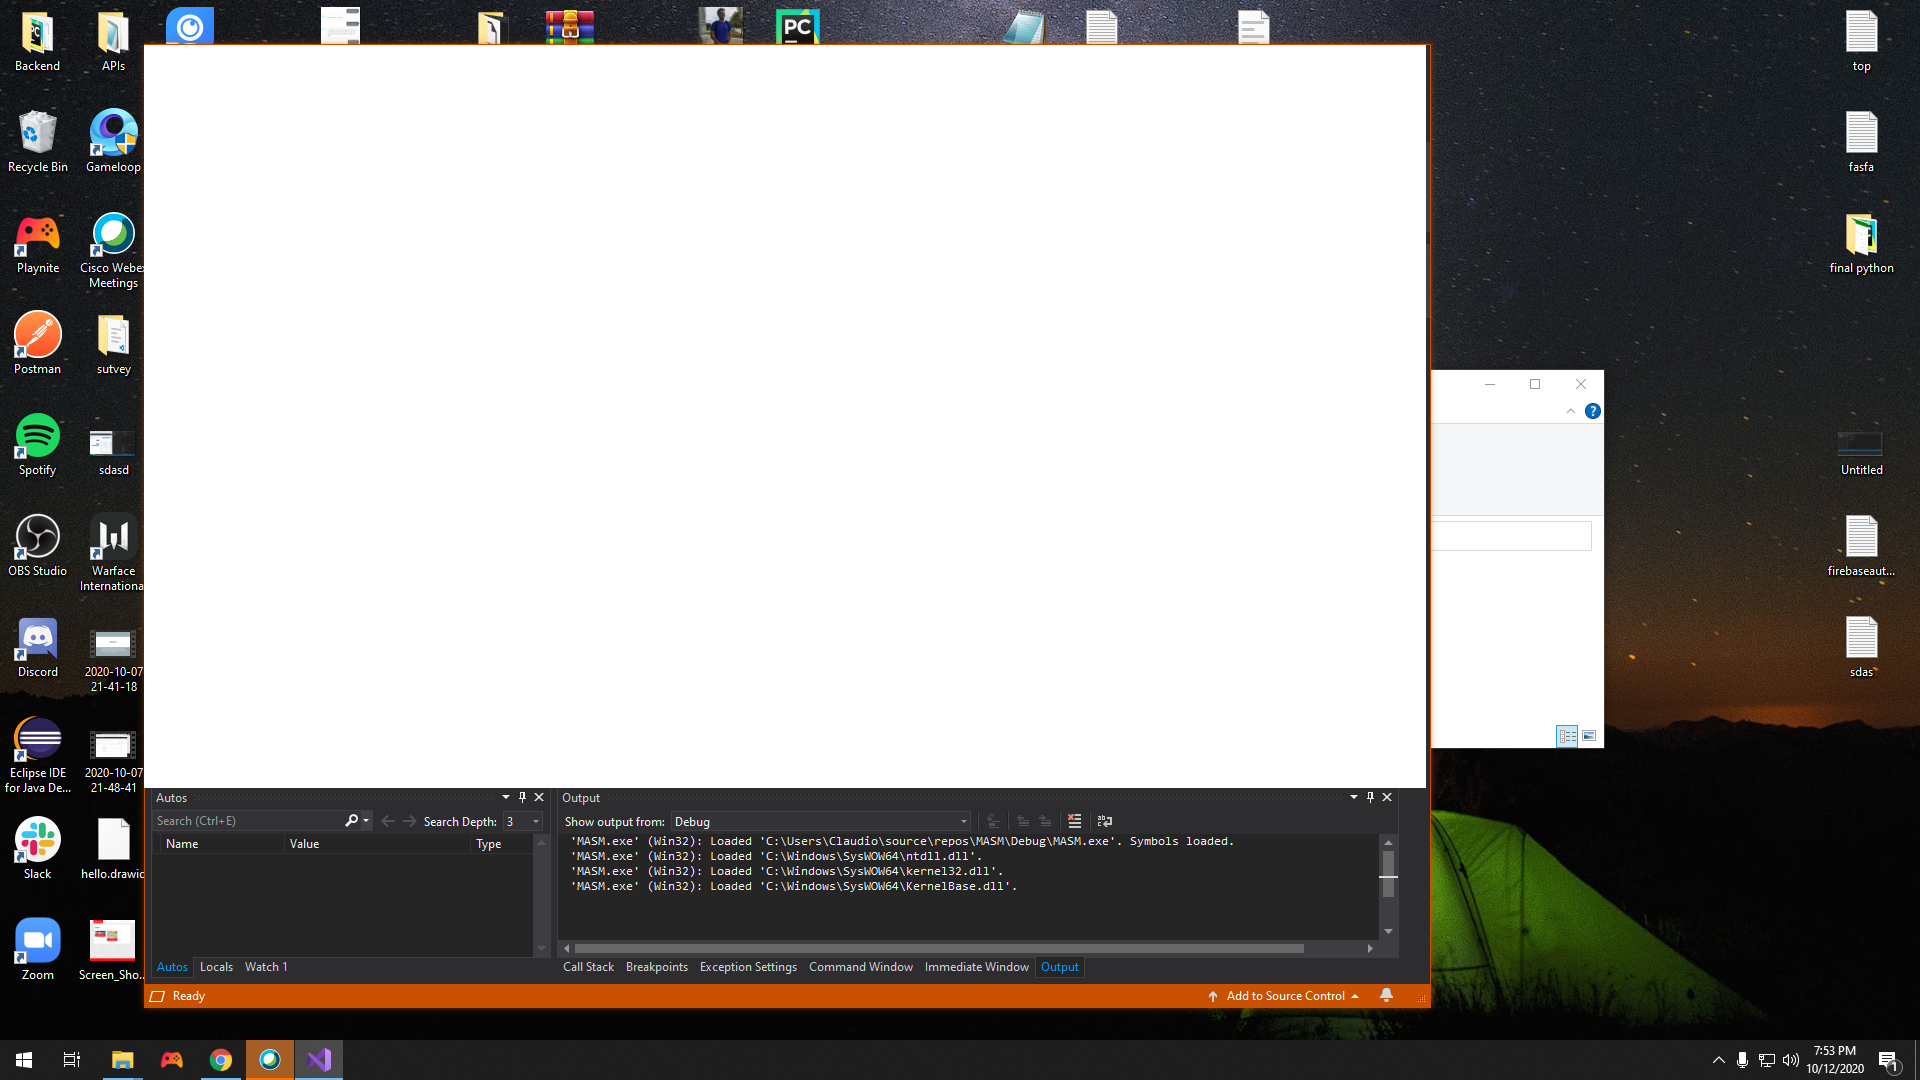 Backend
APIs
top
Recycle Bin
Gameloop
fasfa
Playnite
Cisco Webex
Meetings
final python
Postman
sutvey
Spotify
sdasd
Untitled
OBS Studio
Warface
Internationa
firebaseaut...
Discord
2020-10-07
21-41-18
sdas
Eclipse IDE
for Java De...
2020-10-07
21-48-41
Slack
hello.drawio
Zoom
Screen_Sho...
PC
?
Autos
Search (Ctrl+E)
Search Depth: 3
Name Value Type
Autos Locals Watch 1
Output
Show output from: Debug
'MASM.exe' (Win32): Loaded 'C:\Users\Claudio\source\repos\MASM\Debug\MASM.exe'. Symbols loaded.
'MASM.exe' (Win32): Loaded 'C:\Windows\SysWOW64\ntdll.dll'.
'MASM.exe' (Win32): Loaded 'C:\Windows\SysWOW64\kernel32.dll'.
'MASM.exe' (Win32): Loaded 'C:\Windows\SysWOW64\KernelBase.dll'.
Call Stack Breakpoints Exception Settings Command Window Immediate Window Output
Ready
Add to Source Control
7:53 PM
10/12/2020
1